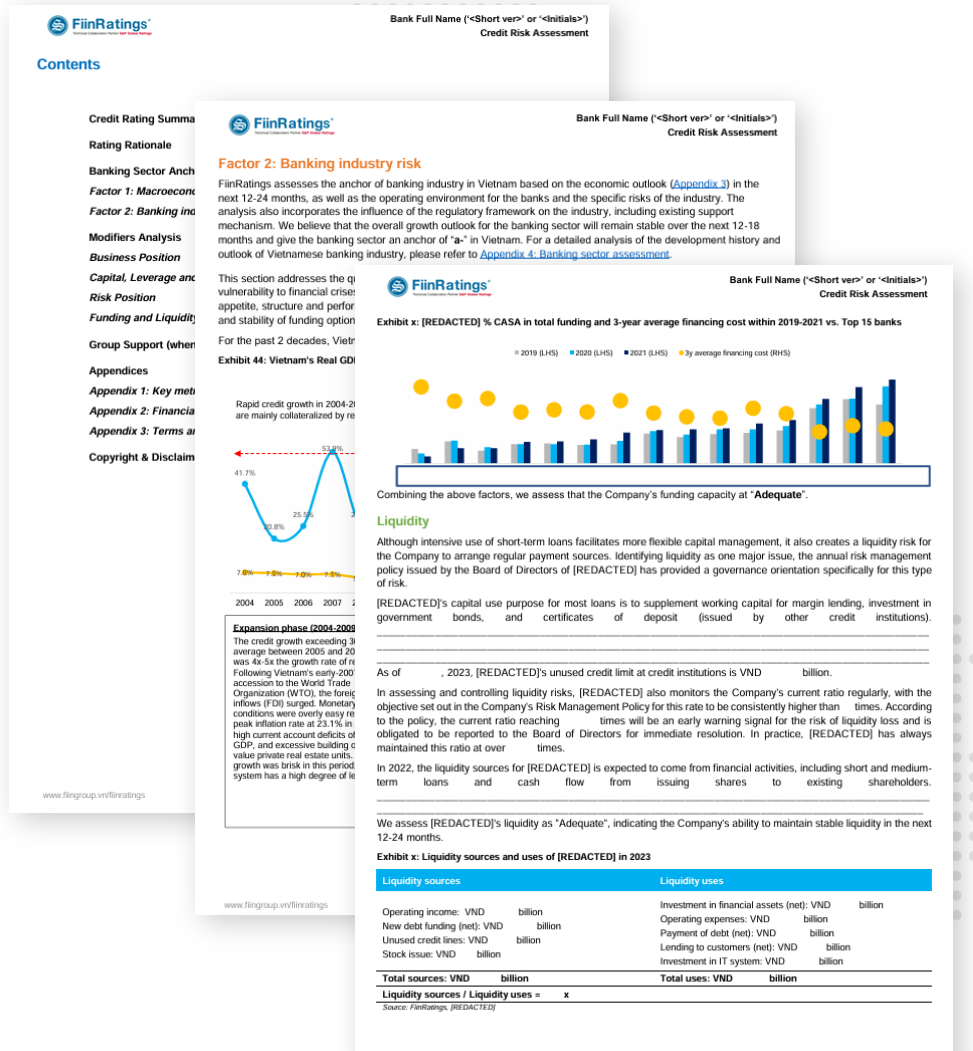 FiinRatings
Technical Collaboration Partner S&P Global Ratings
Bank Full Name ('<Short ver>' or '<Initials>')
Credit Risk Assessment
Contents
Credit Rating Summa
Rating Rationale
Banking Sector Anch
Factor 1: Macroecono
Factor 2: Banking ind
Modifiers Analysis
Business Position
Capital, Leverage and
Risk Position
Funding and Liquidity
Group Support (when
Appendices
Appendix 1: Key metr
Appendix 2: Financia
Appendix 3: Terms an
Copyright & Disclaim
www.fiingroup.vn/fiinratings
FiinRatings
Technical Collaboration Partner S&P Global Ratings
Bank Full Name ('<Short ver>' or '<Initials>')
Credit Risk Assessment
Factor 2: Banking industry risk
FiinRatings assesses the anchor of banking industry in Vietnam based on the economic outlook (Appendix 3) in the
next 12-24 months, as well as the operating environment for the banks and the specific risks of the industry. The
analysis also incorporates the influence of the regulatory framework on the industry, including existing support
mechanism. We believe that the overall growth outlook for the banking sector will remain stable over the next 12-18
months and give the banking sector an anchor of "a-" in Vietnam. For a detailed analysis of the development history and
outlook of Vietnamese banking industry, please refer to Appendix 4: Banking sector assessment.
This section addresses the qu
vulnerability to financial crises
appetite, structure and perfor
and stability of funding option
For the past 2 decades, Vietn
Exhibit 44: Vietnam's Real GDP
Rapid credit growth in 2004-20
are mainly collateralized by re
53.9%
41.7%
20.8%
25.5%
7.8% 7.5% 7.0% 7.1%
2004 2005 2006 2007 2
Expansion phase (2004-2009
The credit growth exceeding 30
average between 2005 and 20
was 4x-5x the growth rate of re
Following Vietnam's early-2007
accession to the World Trade
Organization (WTO), the foreig
inflows (FDI) surged. Monetary
conditions were overly easy re
peak inflation rate at 23.1% in
high current account deficits of
GDP, and excessive building o
value private real estate units.
growth was brisk in this period,
system has a high degree of le
www.fiingroup.vn/fiinratings
FiinRatings
Technical Collaboration Partner S&P Global Ratings
Bank Full Name ('<Short ver>' or '<Initials>')
Credit Risk Assessment
Exhibit x: [REDACTED] % CASA in total funding and 3-year average financing cost within 2019-2021 vs. Top 15 banks
2019 (LHS) 2020 (LHS) 2021 (LHS) 3y average financing cost (RHS)
Combining the above factors, we assess that the Company's funding capacity at "Adequate".
Liquidity
Although intensive use of short-term loans facilitates more flexible capital management, it also creates a liquidity risk for
the Company to arrange regular payment sources. Identifying liquidity as one major issue, the annual risk management
policy issued by the Board of Directors of [REDACTED] has provided a governance orientation specifically for this type
of risk.
[REDACTED]'s capital use purpose for most loans is to supplement working capital for margin lending, investment in
government bonds, and certificates of deposit (issued by other credit institutions).
As of , 2023, [REDACTED]'s unused credit limit at credit institutions is VND billion.
In assessing and controlling liquidity risks, [REDACTED] also monitors the Company's current ratio regularly, with the
objective set out in the Company's Risk Management Policy for this rate to be consistently higher than times. According
to the policy, the current ratio reaching times will be an early warning signal for the risk of liquidity loss and is
obligated to be reported to the Board of Directors for immediate resolution. In practice, [REDACTED] has always
maintained this ratio at over times.
In 2022, the liquidity sources for [REDACTED] is expected to come from financial activities, including short and medium-
term loans and cash flow from issuing shares to existing shareholders.
We assess [REDACTED]'s liquidity as "Adequate", indicating the Company's ability to maintain stable liquidity in the next
12-24 months.
Exhibit x: Liquidity sources and uses of [REDACTED] in 2023
Liquidity sources Liquidity uses
Operating income: VND billion
New debt funding (net): VND billion
Unused credit lines: VND billion
Stock issue: VND billion
Investment in financial assets (net): VND billion
Operating expenses: VND billion
Payment of debt (net): VND billion
Lending to customers (net): VND billion
Investment in IT system: VND billion
Total sources: VND billion Total uses: VND billion
Liquidity sources / Liquidity uses = x
Source: FiinRatings, [REDACTED]